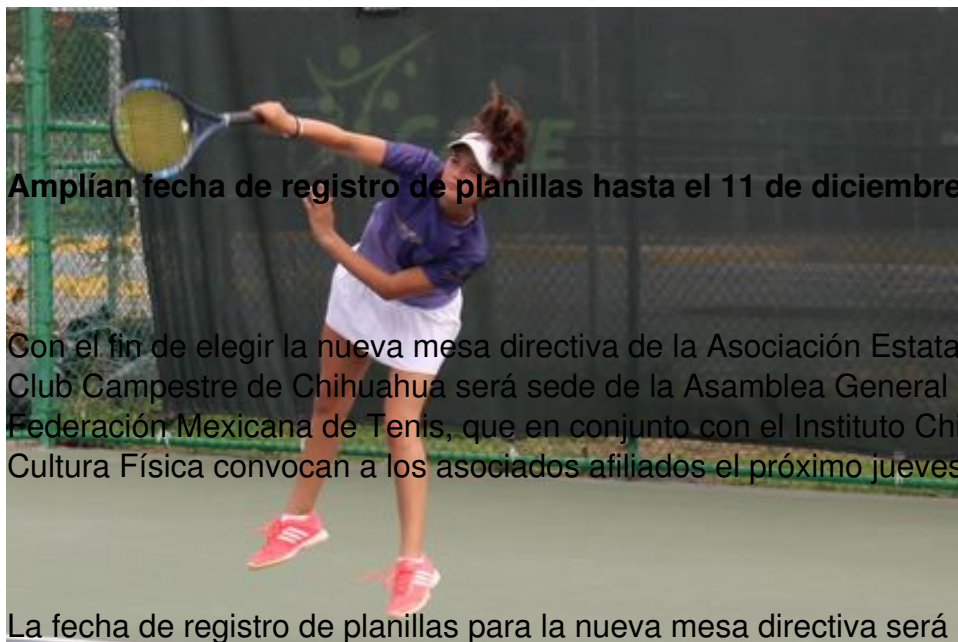 Amplían fecha de registro de planillas hasta el 11 de diciembre
Con el fin de elegir la nueva mesa directiva de la Asociación Estata
Club Campestre de Chihuahua será sede de la Asamblea General
Federación Mexicana de Tenis, que en conjunto con el Instituto Chi
Cultura Física convocan a los asociados afiliados el próximo jueves
La fecha de registro de planillas para la nueva mesa directiva será